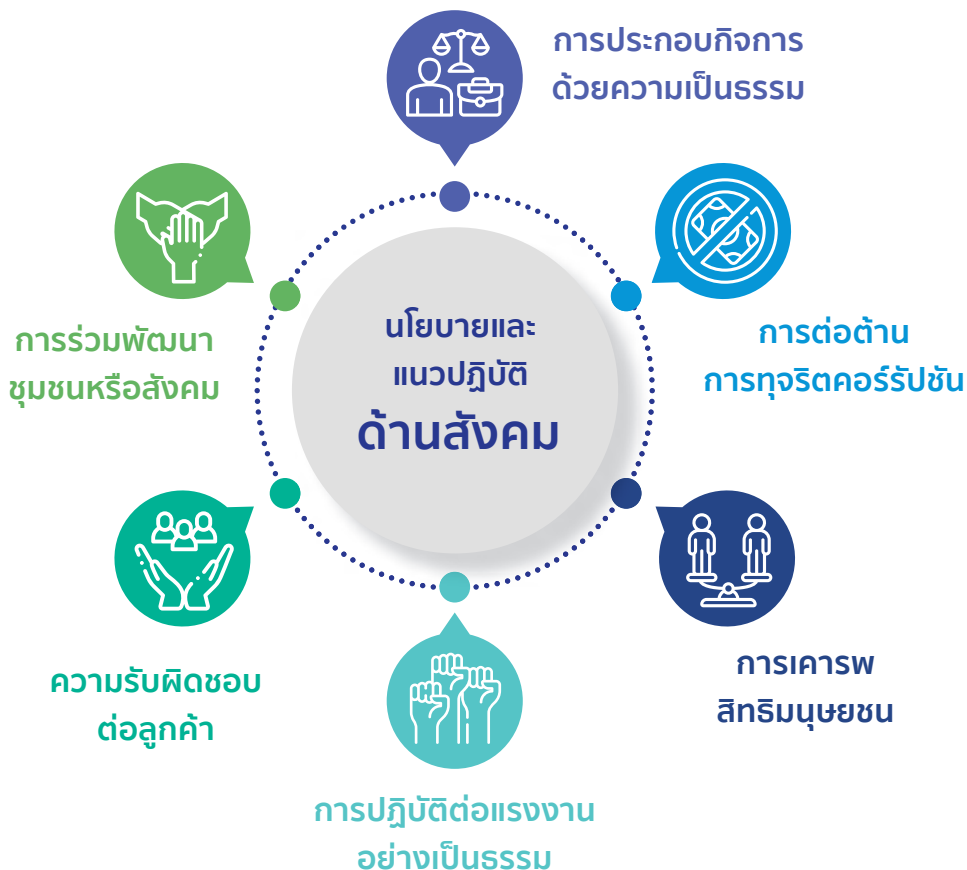 การประกอบกิจการ
ด้วยความเป็นธรรม
การต่อต้าน
การทุจริตคอร์รัปชัน
การเคารพ
สิทธิมนุษยชน
การปฏิบัติต่อแรงงาน
อย่างเป็นธรรม
ความรับผิดชอบ
ต่อลูกค้า
การร่วมพัฒนา
ชุมชนหรือสังคม
นโยบายและ
แนวปฏิบัติ
ด้านสังคม